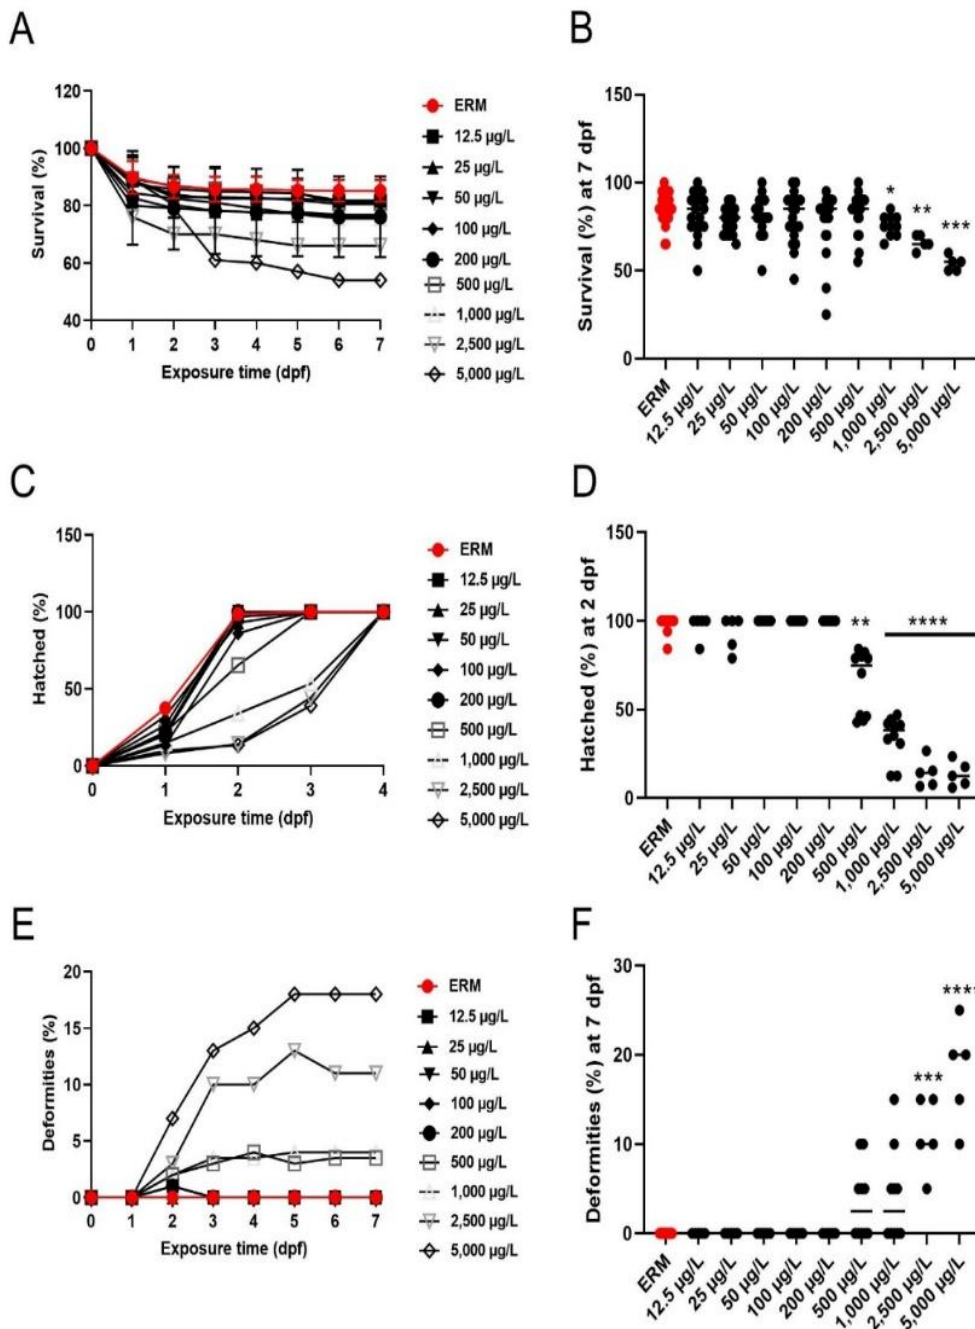 A
120
100
80
60
40
Survival (%)
0 1 2 3 4 5 6 7
Exposure time (dpf)
ERM
12.5 µg/L
25 µg/L
50 µg/L
100 µg/L
200 µg/L
500 µg/L
1,000 µg/L
2,500 µg/L
5,000 µg/L
B
150
100
50
0
Survival (%) at 7 dpf
*
**
***
ERM
12.5 µg/L
25 µg/L
50 µg/L
100 µg/L
200 µg/L
500 µg/L
1,000 µg/L
2,500 µg/L
5,000 µg/L
C
150
100
50
0
Hatched (%)
0 1 2 3 4
Exposure time (dpf)
ERM
12.5 µg/L
25 µg/L
50 µg/L
100 µg/L
200 µg/L
500 µg/L
1,000 µg/L
2,500 µg/L
5,000 µg/L
D
150
100
50
0
Hatched (%) at 2 dpf
**
****
ERM
12.5 µg/L
25 µg/L
50 µg/L
100 µg/L
200 µg/L
500 µg/L
1,000 µg/L
2,500 µg/L
5,000 µg/L
E
20
15
10
5
0
Deformities (%)
0 1 2 3 4 5 6 7
Exposure time (dpf)
ERM
12.5 µg/L
25 µg/L
50 µg/L
100 µg/L
200 µg/L
500 µg/L
1,000 µg/L
2,500 µg/L
5,000 µg/L
F
30
20
10
0
Deformities (%) at 7 dpf
***
****
ERM
12.5 µg/L
25 µg/L
50 µg/L
100 µg/L
200 µg/L
500 µg/L
1,000 µg/L
2,500 µg/L
5,000 µg/L